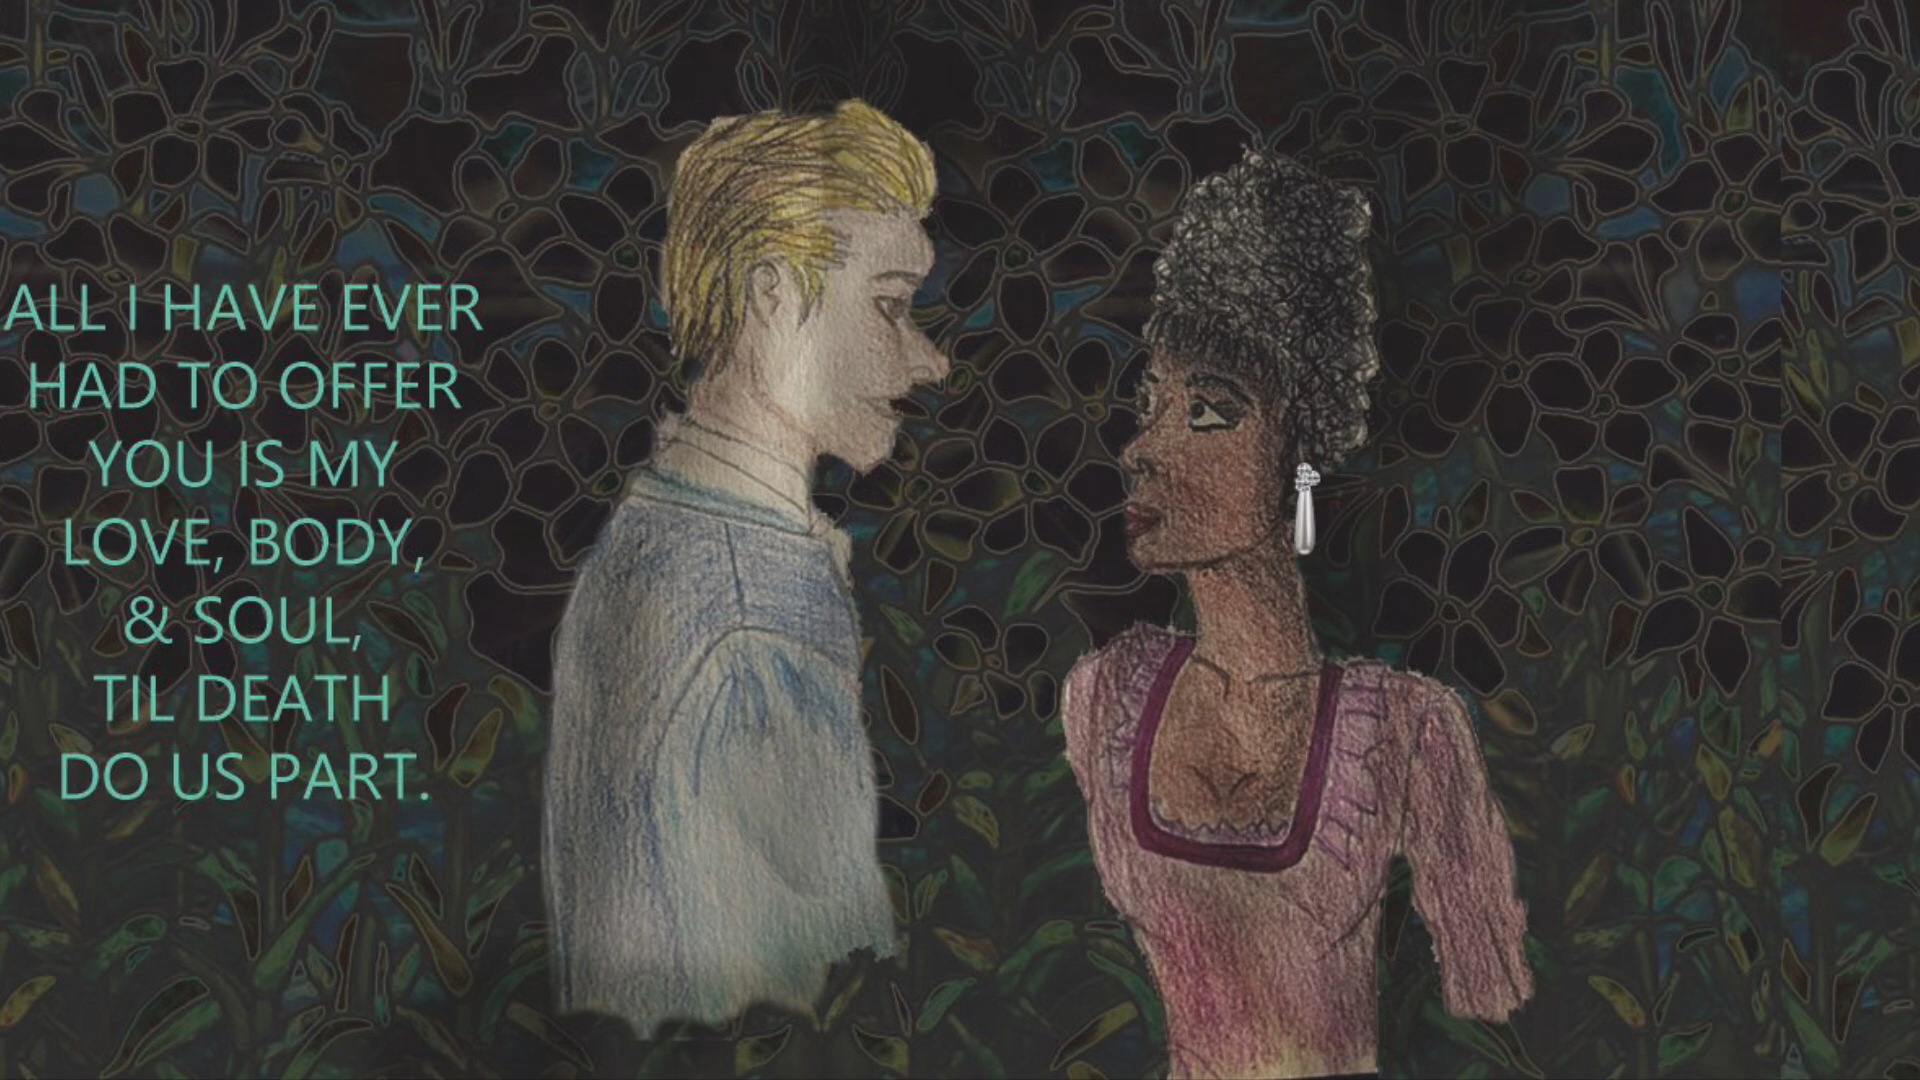 ALL I HAVE EVER
HAD TO OFFER
YOU IS MY
LOVE, BODY,
& SOUL,
TIL DEATH
DO US PART.